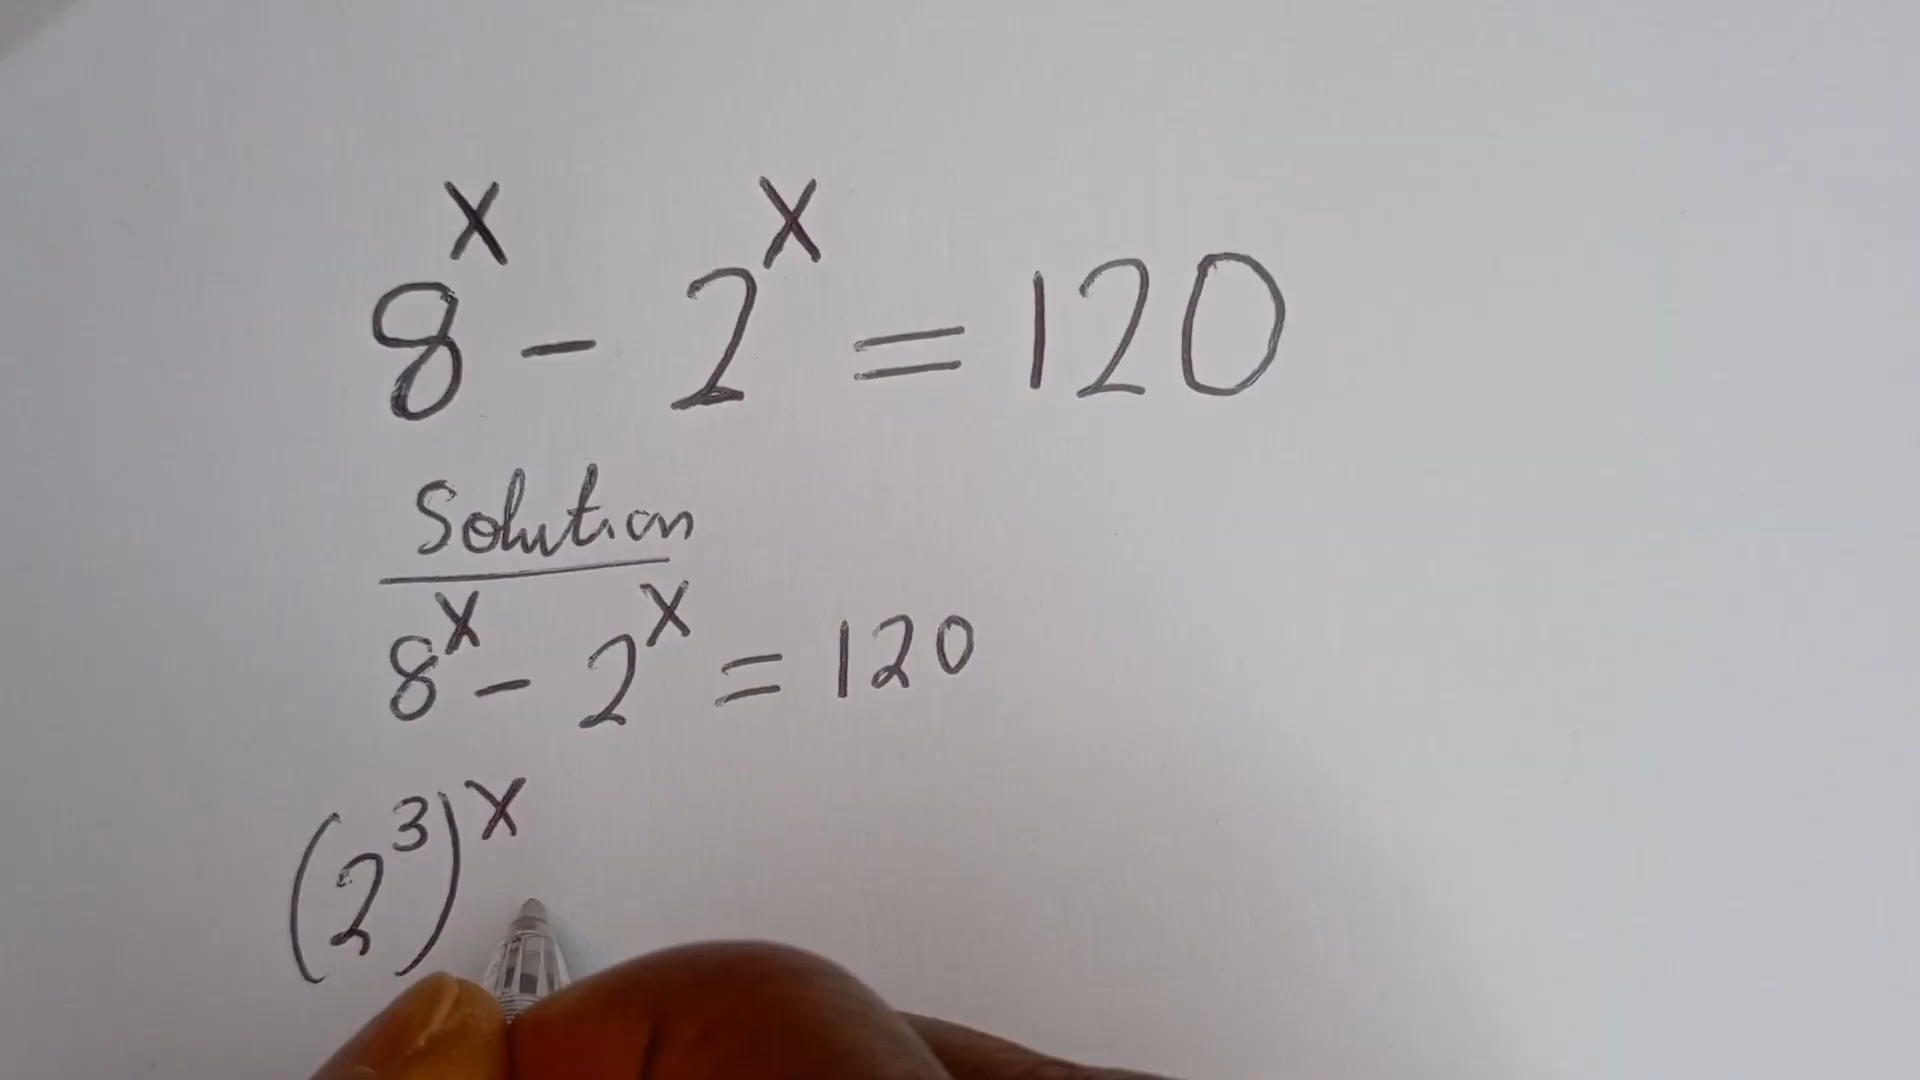 8^x - 2^x = 120
Solution
8^x - 2^x = 120
(2^3)^x